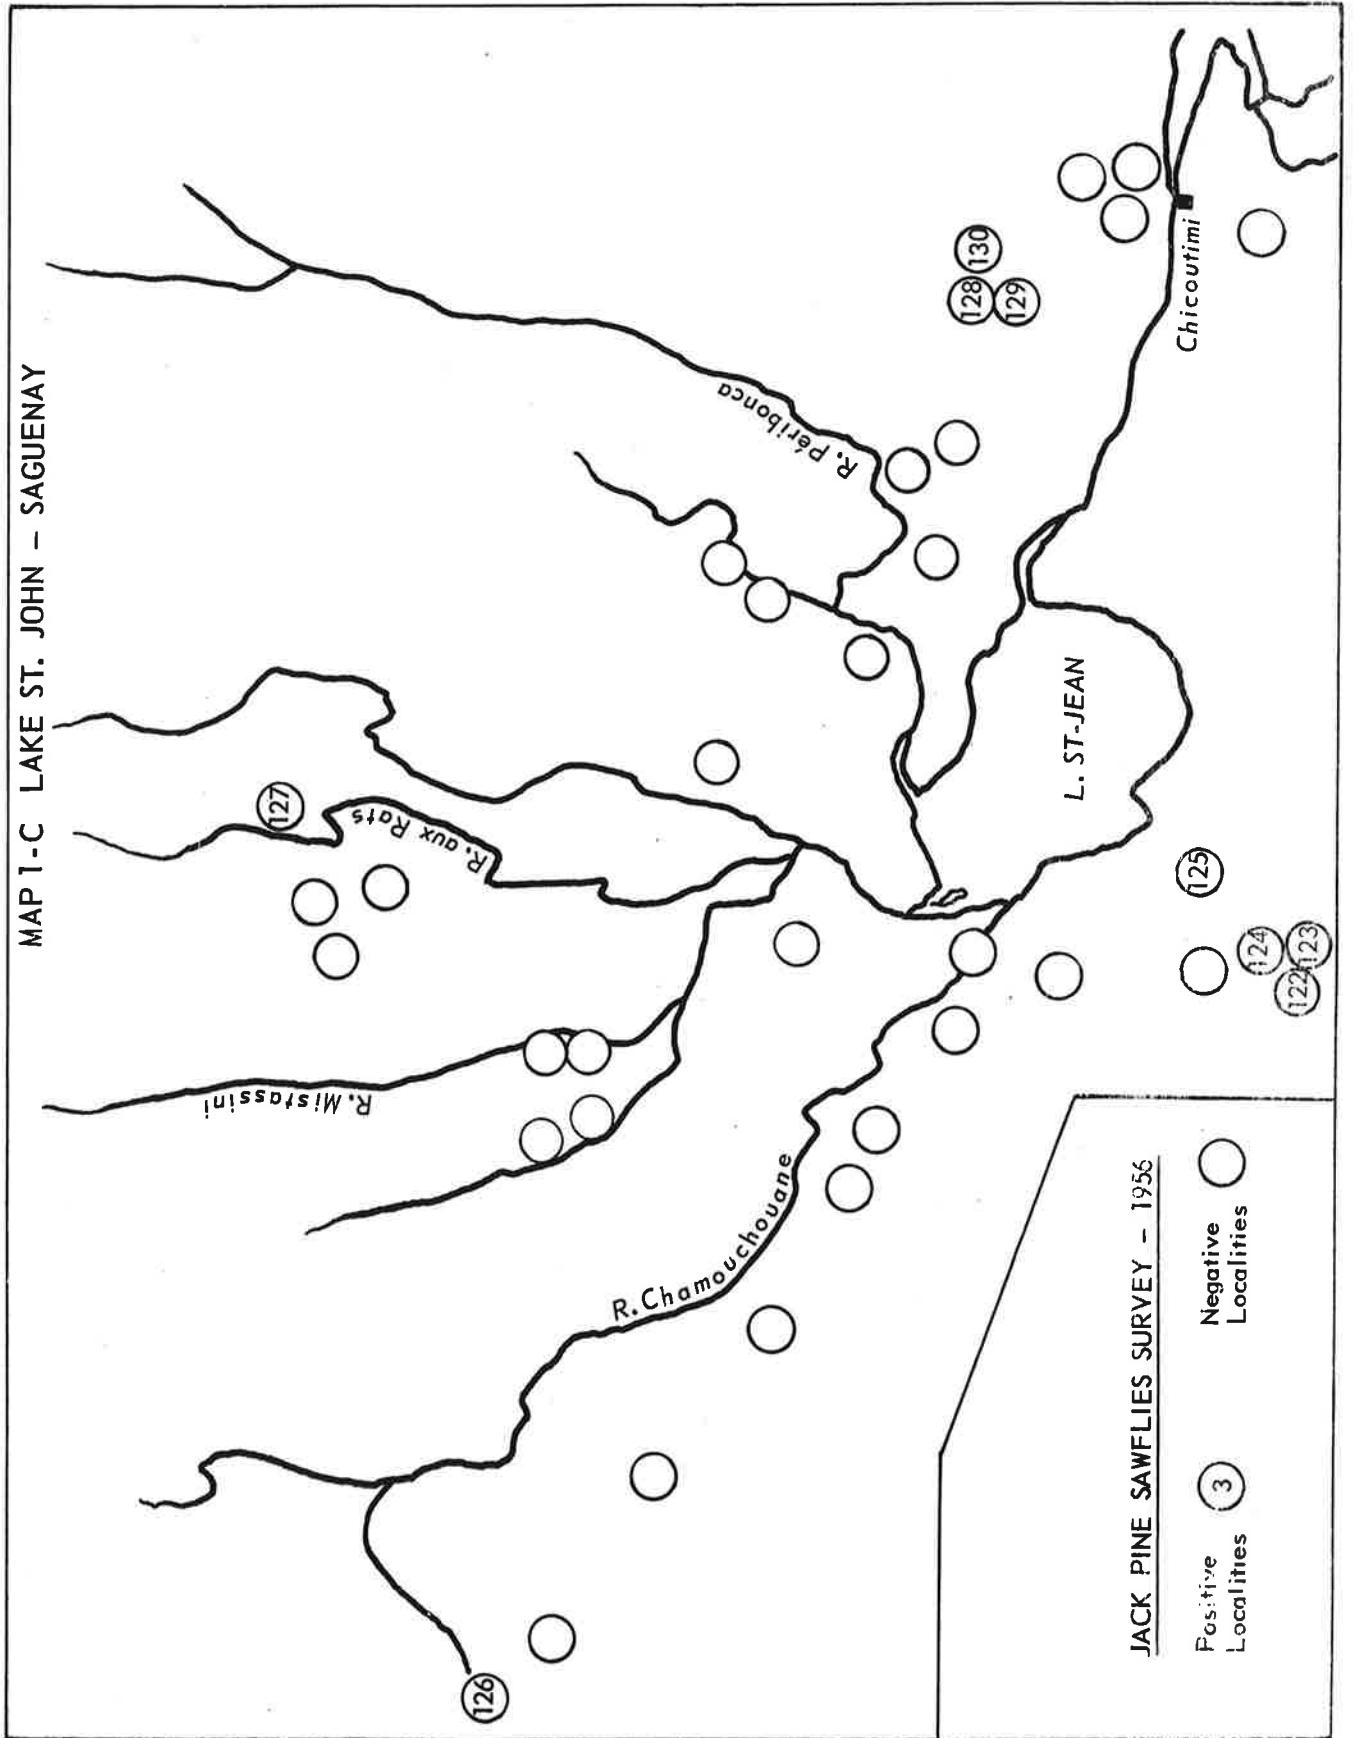 MAP 1-C LAKE ST. JOHN - SAGUENAY
R. Péribonca
R. aux Rats
R. Mistassini
R. Chamouchouane
L. ST-JEAN
Chicoutimi
130
128
129
127
125
124
123
122
126
JACK PINE SAWFLIES SURVEY - 1956
Positive
Localities
3
Negative
Localities